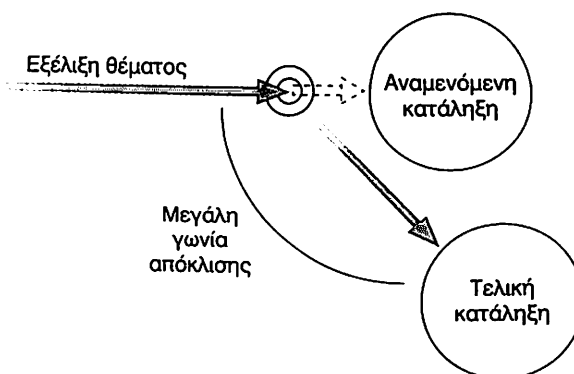 Εξέλιξη θέματος
Αναμενόμενη
κατάληξη
Μεγάλη
γωνία
απόκλισης
Τελική
κατάληξη